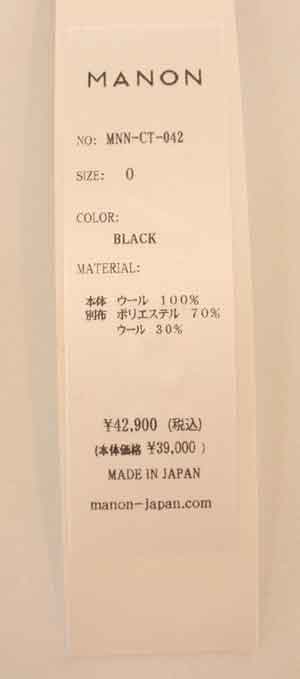 MANON
NO: MNN-CT-042
SIZE: 0
COLOR:
BLACK
MATERIAL:
本体 ウール 100%
別布 ポリエステル 70%
ウール 30%
¥42,900 (税込)
(本体価格 ¥39,000 )
MADE IN JAPAN
manon-japan.com